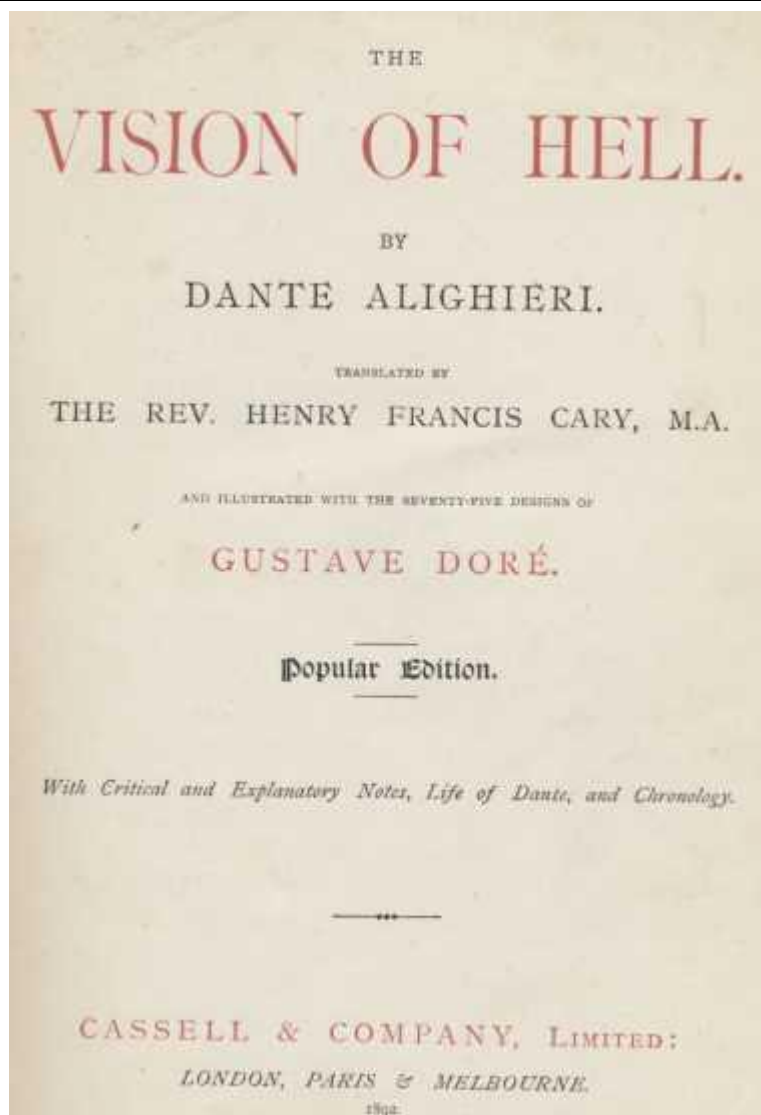 THE
VISION OF HELL.
BY
DANTE ALIGHIERI.
TRANSLATED BY
THE REV. HENRY FRANCIS CARY, M.A.
AND ILLUSTRATED WITH THE SEVENTY-FIVE DESIGNS OF
GUSTAVE DORÉ.
Popular Edition.
With Critical and Explanatory Notes, Life of Dante, and Chronology.
CASSELL & COMPANY, LIMITED:
LONDON, PARIS & MELBOURNE.
1892